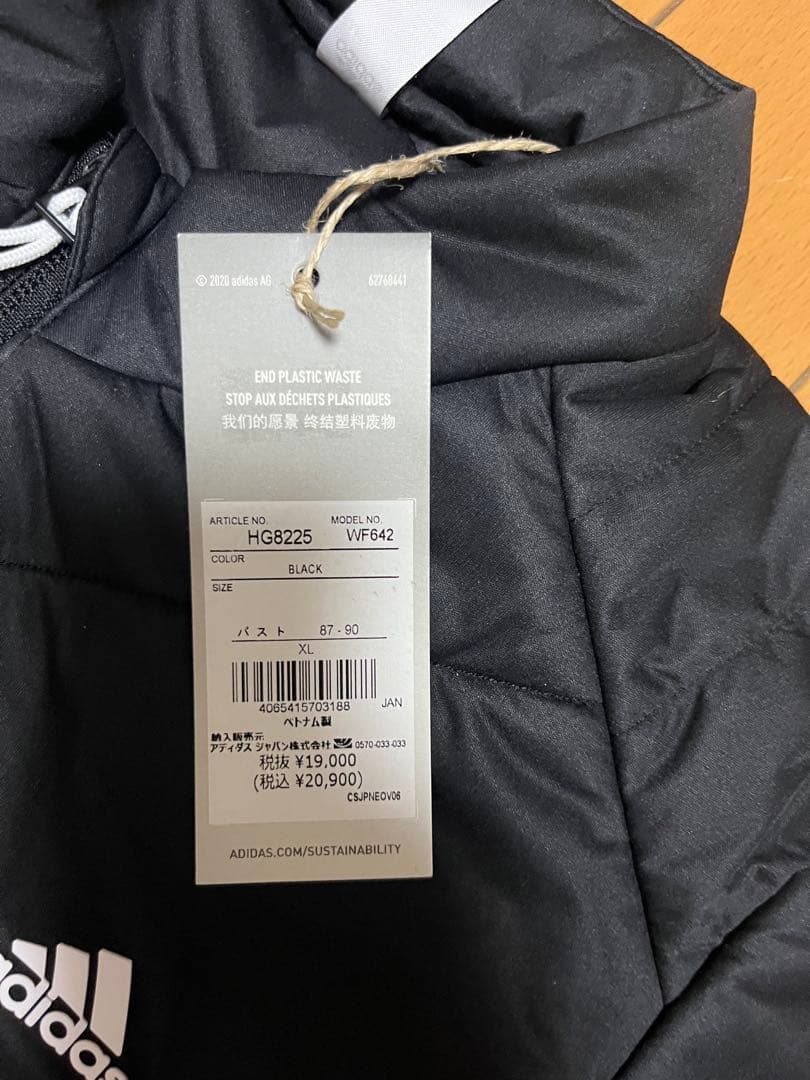 adidas
© 2020 adidas AG 62768441
END PLASTIC WASTE
STOP AUX DÉCHETS PLASTIQUES
我们的愿景 终结塑料废物
ARTICLE NO. MODEL NO.
HG8225 WF642
COLOR
BLACK
SIZE
バスト 87-90
XL
4065415703188 JAN
ベトナム製
納入販売元
アディダス ジャパン株式会社 0570-033-033
税抜 ¥19,000
(税込 ¥20,900)
CSJPNEOV06
ADIDAS.COM/SUSTAINABILITY
adidas